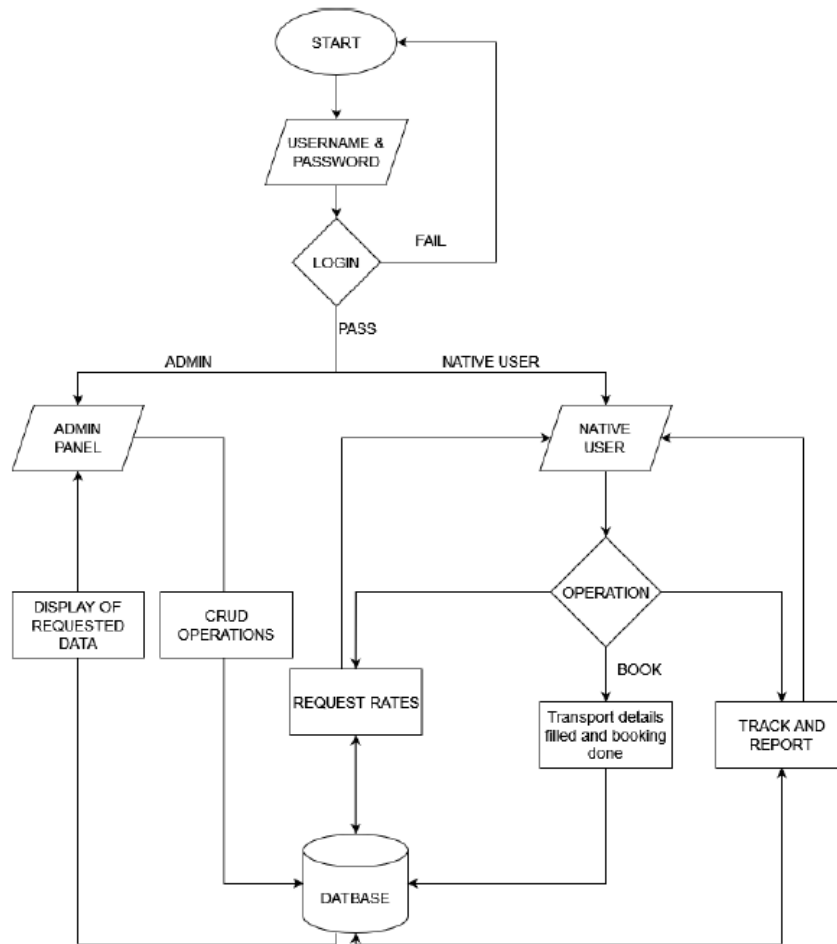 START
USERNAME &
PASSWORD
LOGIN
FAIL
PASS
ADMIN
NATIVE USER
ADMIN
PANEL
NATIVE
USER
OPERATION
DISPLAY OF
REQUESTED
DATA
CRUD
OPERATIONS
BOOK
REQUEST RATES
Transport details
filled and booking
done
TRACK AND
REPORT
DATBASE